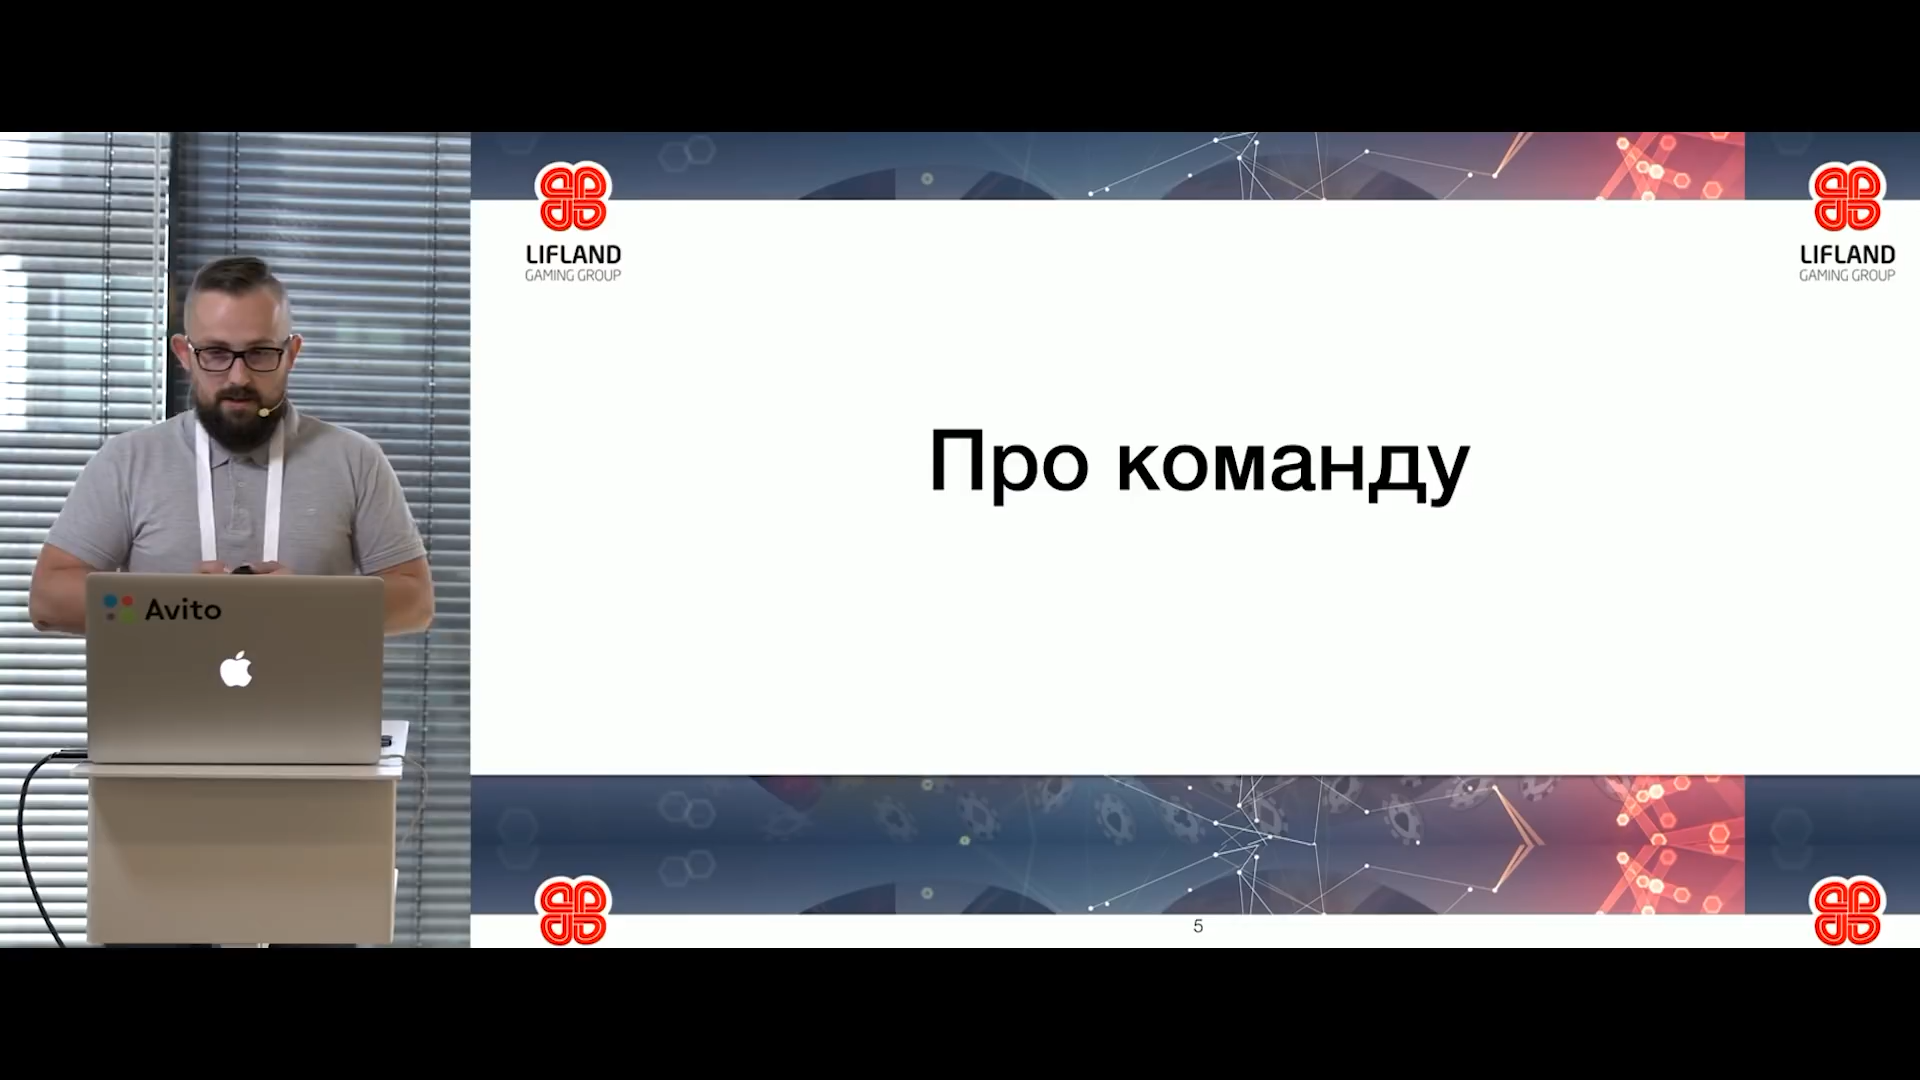 LIFLAND
GAMING GROUP
LIFLAND
GAMING GROUP
Про команду
Avito
5